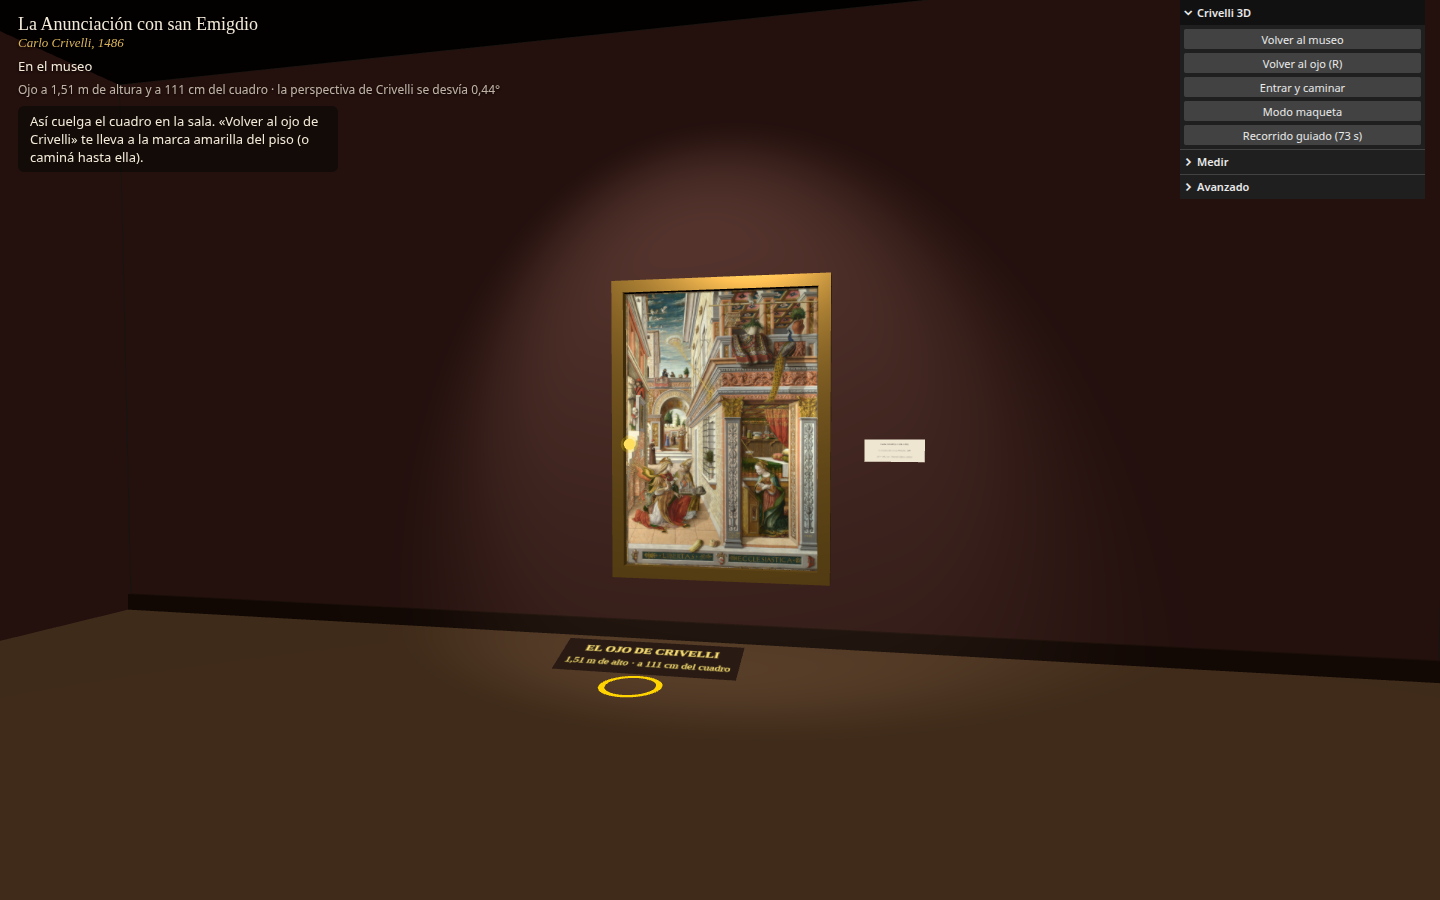 La Anunciación con san Emigdio
Carlo Crivelli, 1486
En el museo
Ojo a 1,51 m de altura y a 111 cm del cuadro · la perspectiva de Crivelli se desvía 0,44°
Así cuelga el cuadro en la sala. «Volver al ojo de
Crivelli» te lleva a la marca amarilla del piso (o
caminá hasta ella).
Crivelli 3D
Volver al museo
Volver al ojo (R)
Entrar y caminar
Modo maqueta
Recorrido guiado (73 s)
Medir
Avanzado
EL OJO DE CRIVELLI
1,51 m de alto · a 111 cm del cuadro